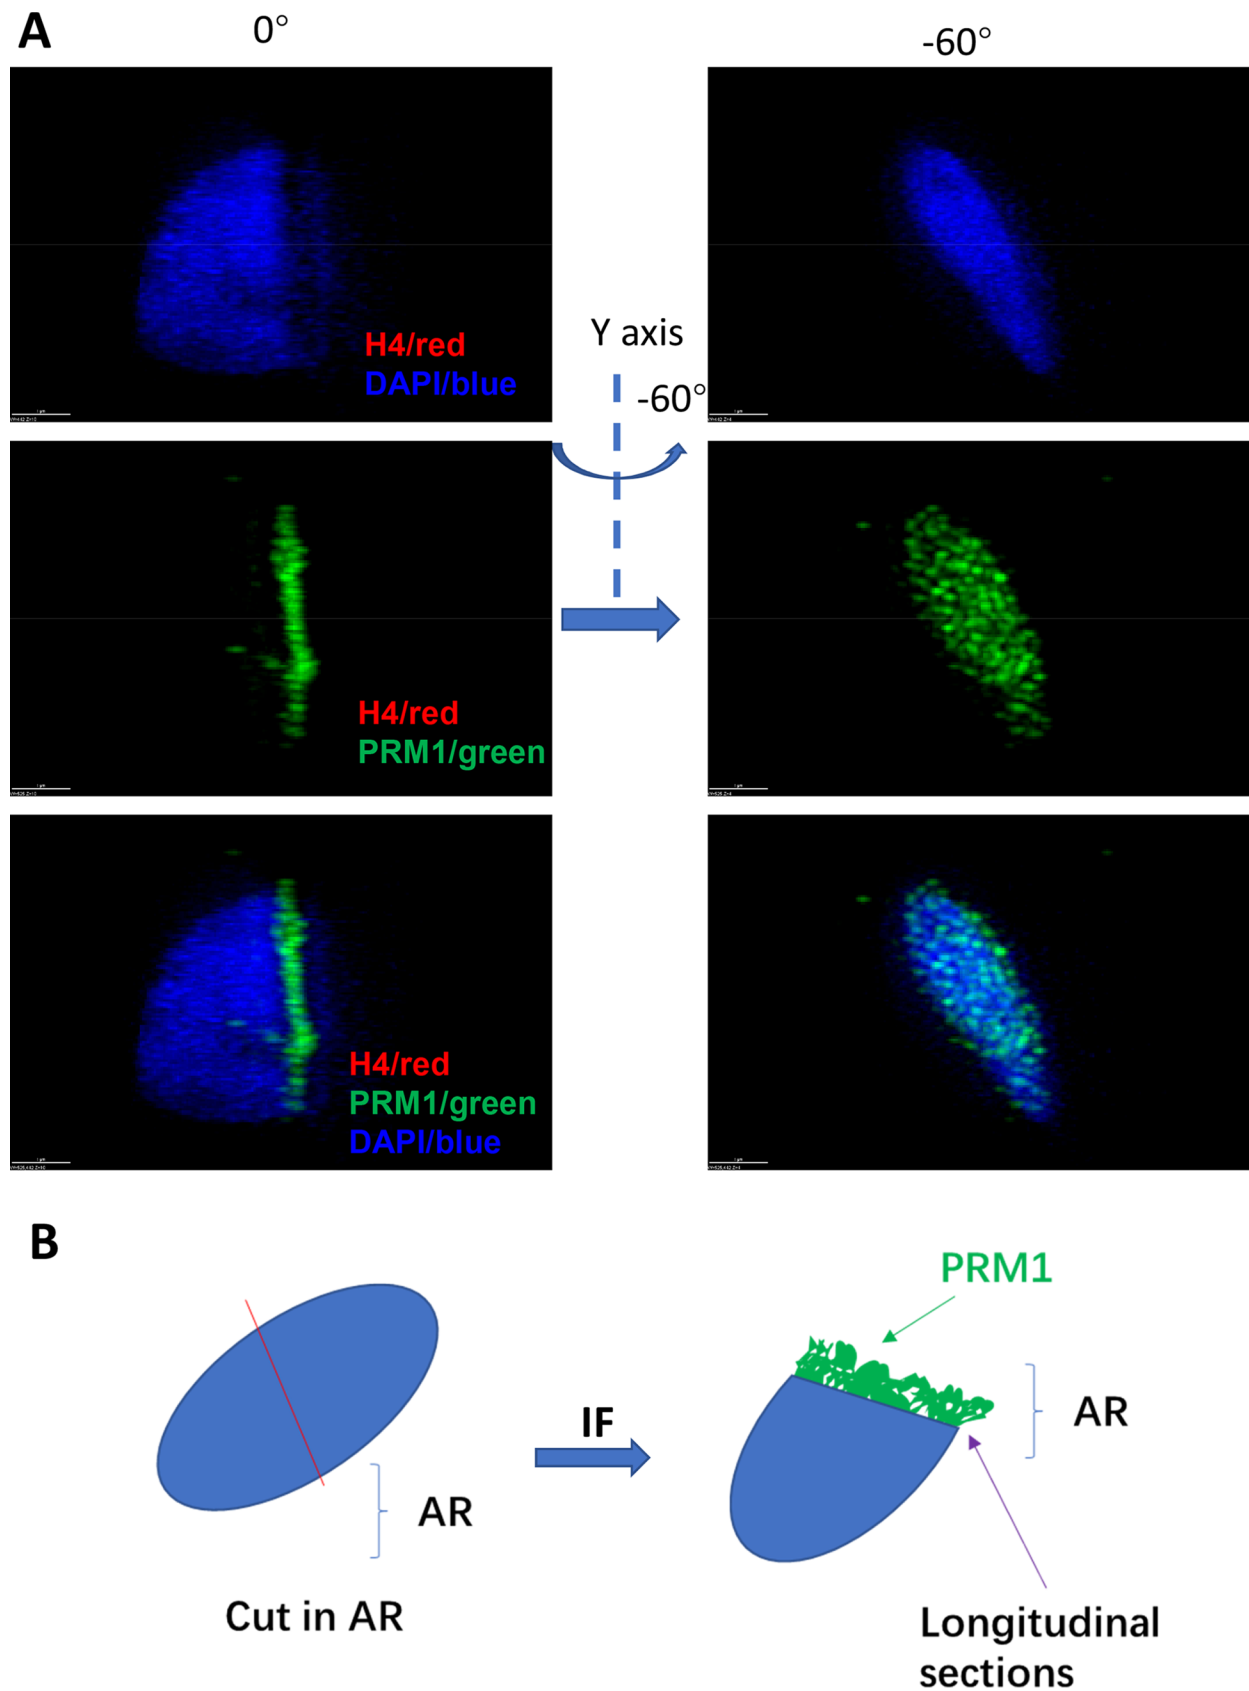 A
0°
-60°
H4/red
DAPI/blue
Y axis
-60°
H4/red
PRM1/green
H4/red
PRM1/green
DAPI/blue
B
PRM1
AR
IF
AR
Cut in AR
Longitudinal
sections